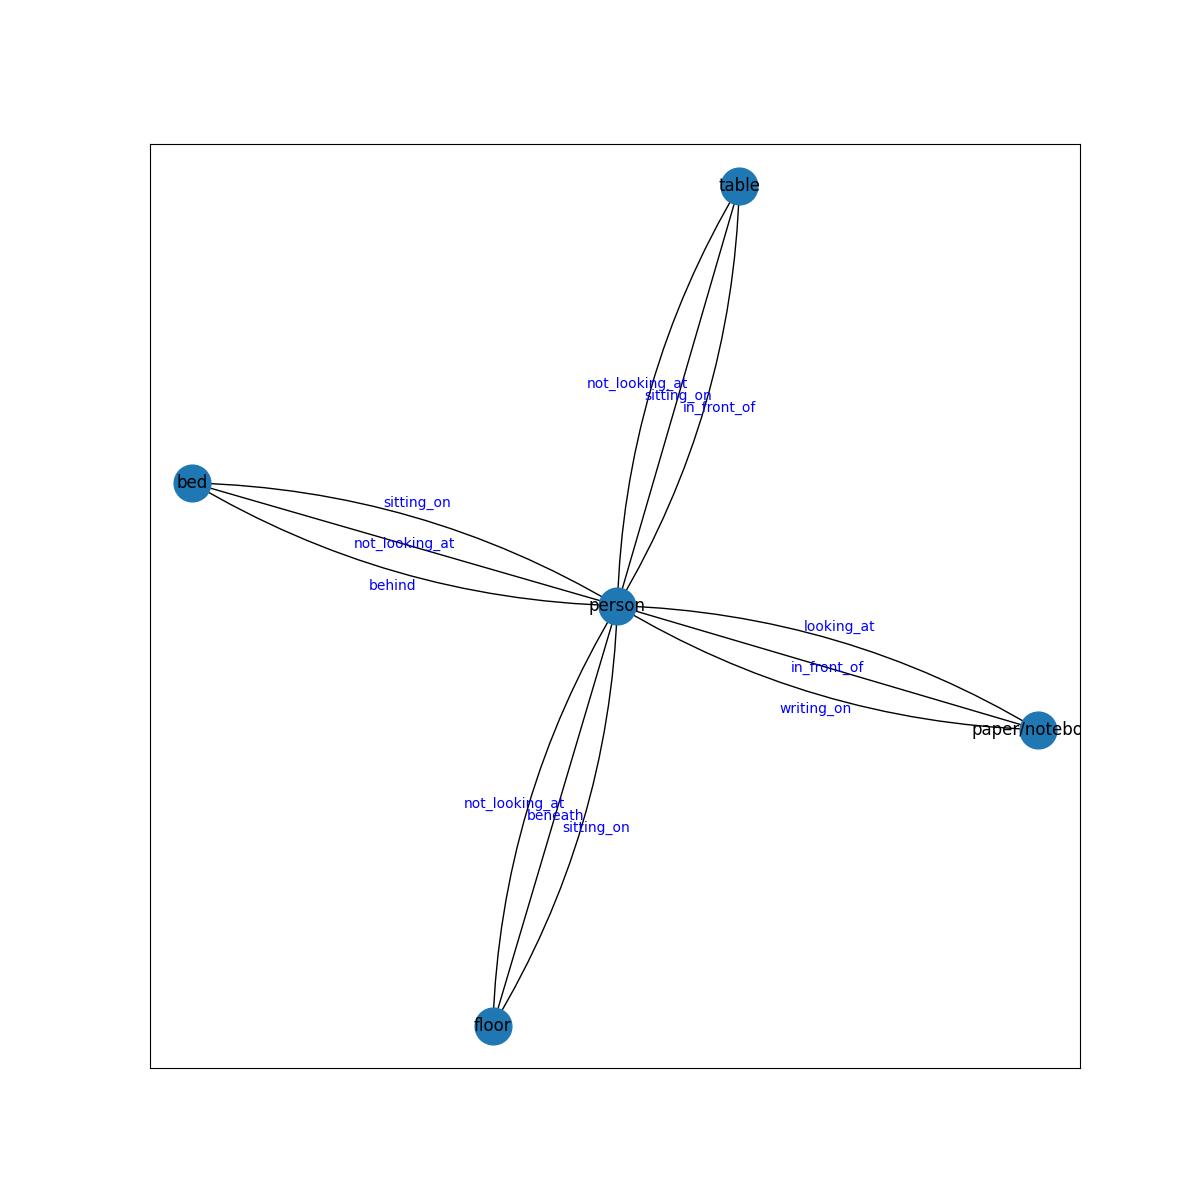 table
not_looking_at
sitting_on
in_front_of
bed
sitting_on
not_looking_at
behind
person
looking_at
in_front_of
writing_on
paper/notebo
not_looking_at
beneath
sitting_on
floor